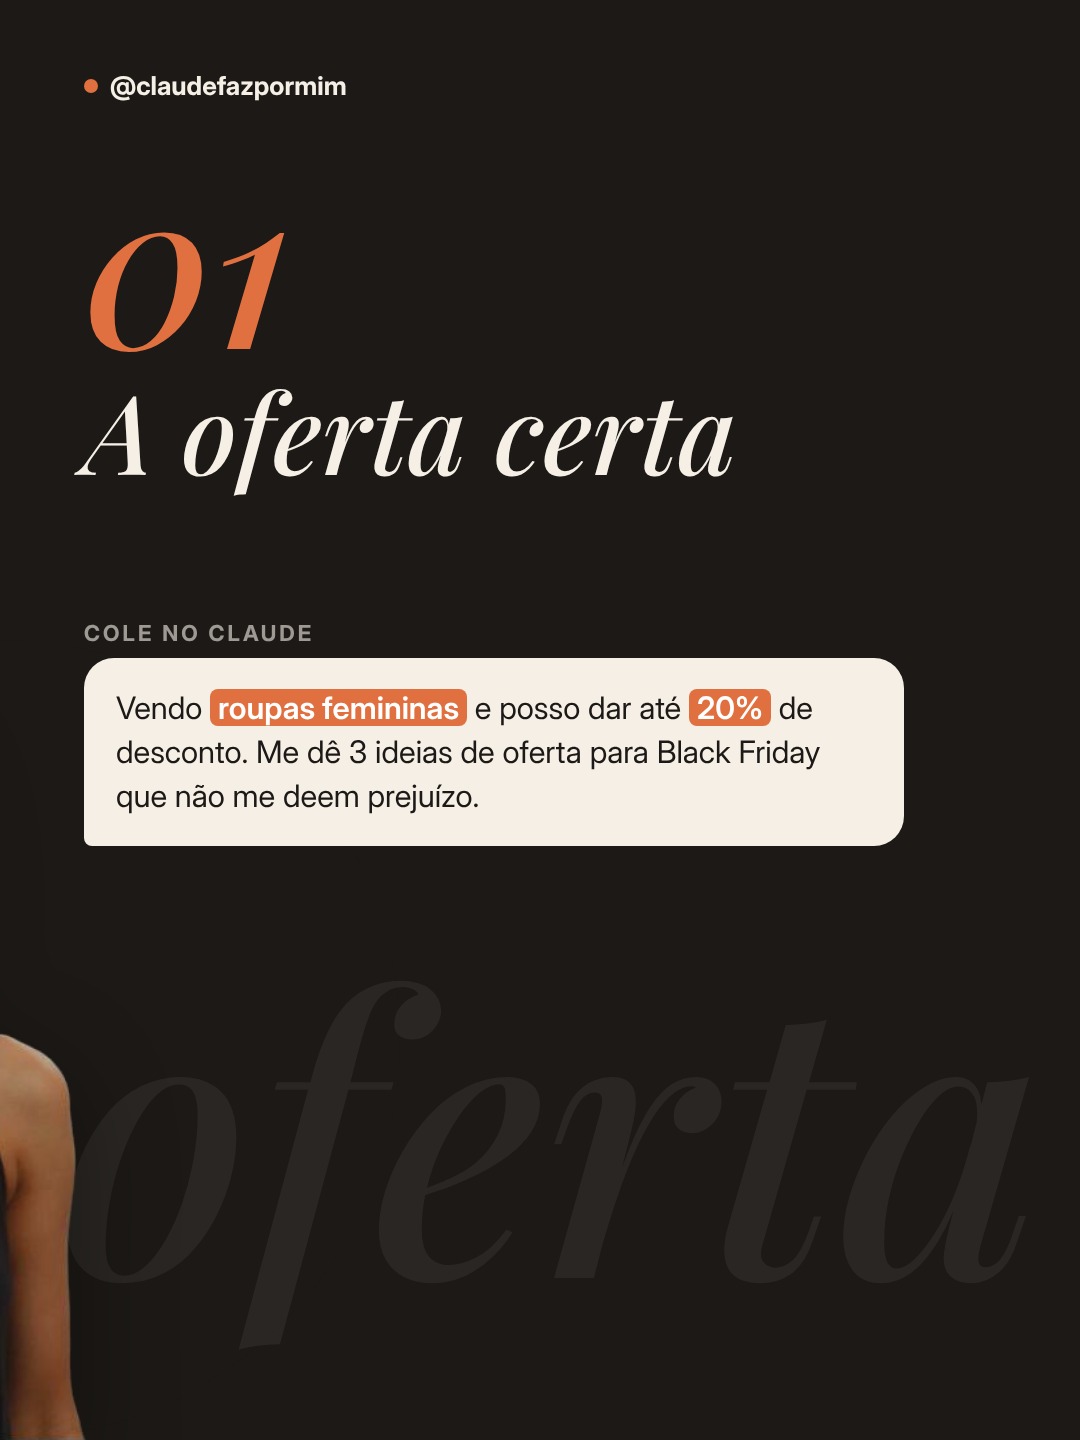 @claudefazpormim
01
A oferta certa
COLE NO CLAUDE
Vendo roupas femininas e posso dar até 20% de
desconto. Me dê 3 ideias de oferta para Black Friday
que não me deem prejuízo.
oferta